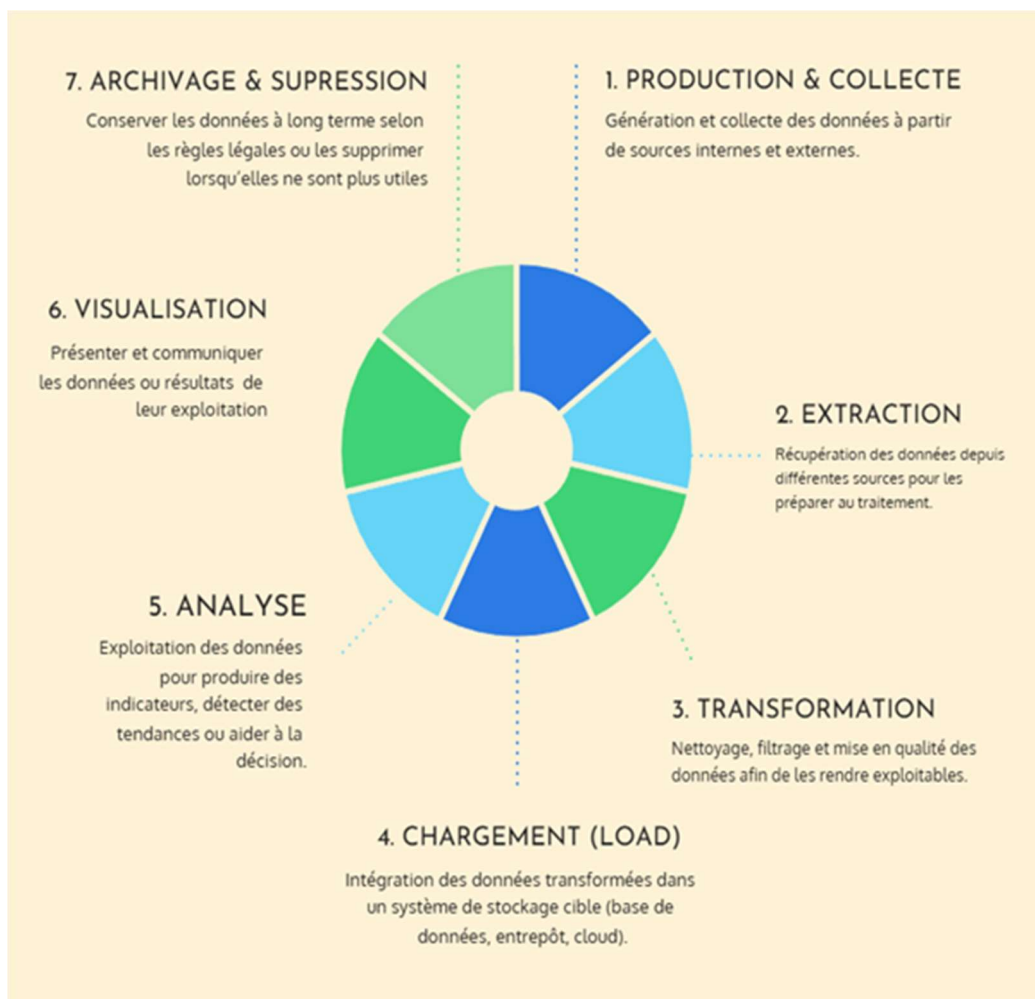 7. ARCHIVAGE & SUPRESSION
Conserver les données à long terme selon
les règles légales ou les supprimer
lorsqu'elles ne sont plus utiles
1. PRODUCTION & COLLECTE
Génération et collecte des données à partir
de sources internes et externes.
6. VISUALISATION
Présenter et communiquer
les données ou résultats de
leur exploitation
2. EXTRACTION
Récupération des données depuis
différentes sources pour les
préparer au traitement.
5. ANALYSE
Exploitation des données
pour produire des
indicateurs, détecter des
tendances ou aider à la
décision.
3. TRANSFORMATION
Nettoyage, filtrage et mise en qualité des
données afin de les rendre exploitables.
4. CHARGEMENT (LOAD)
Intégration des données transformées dans
un système de stockage cible (base de
données, entrepôt, cloud).